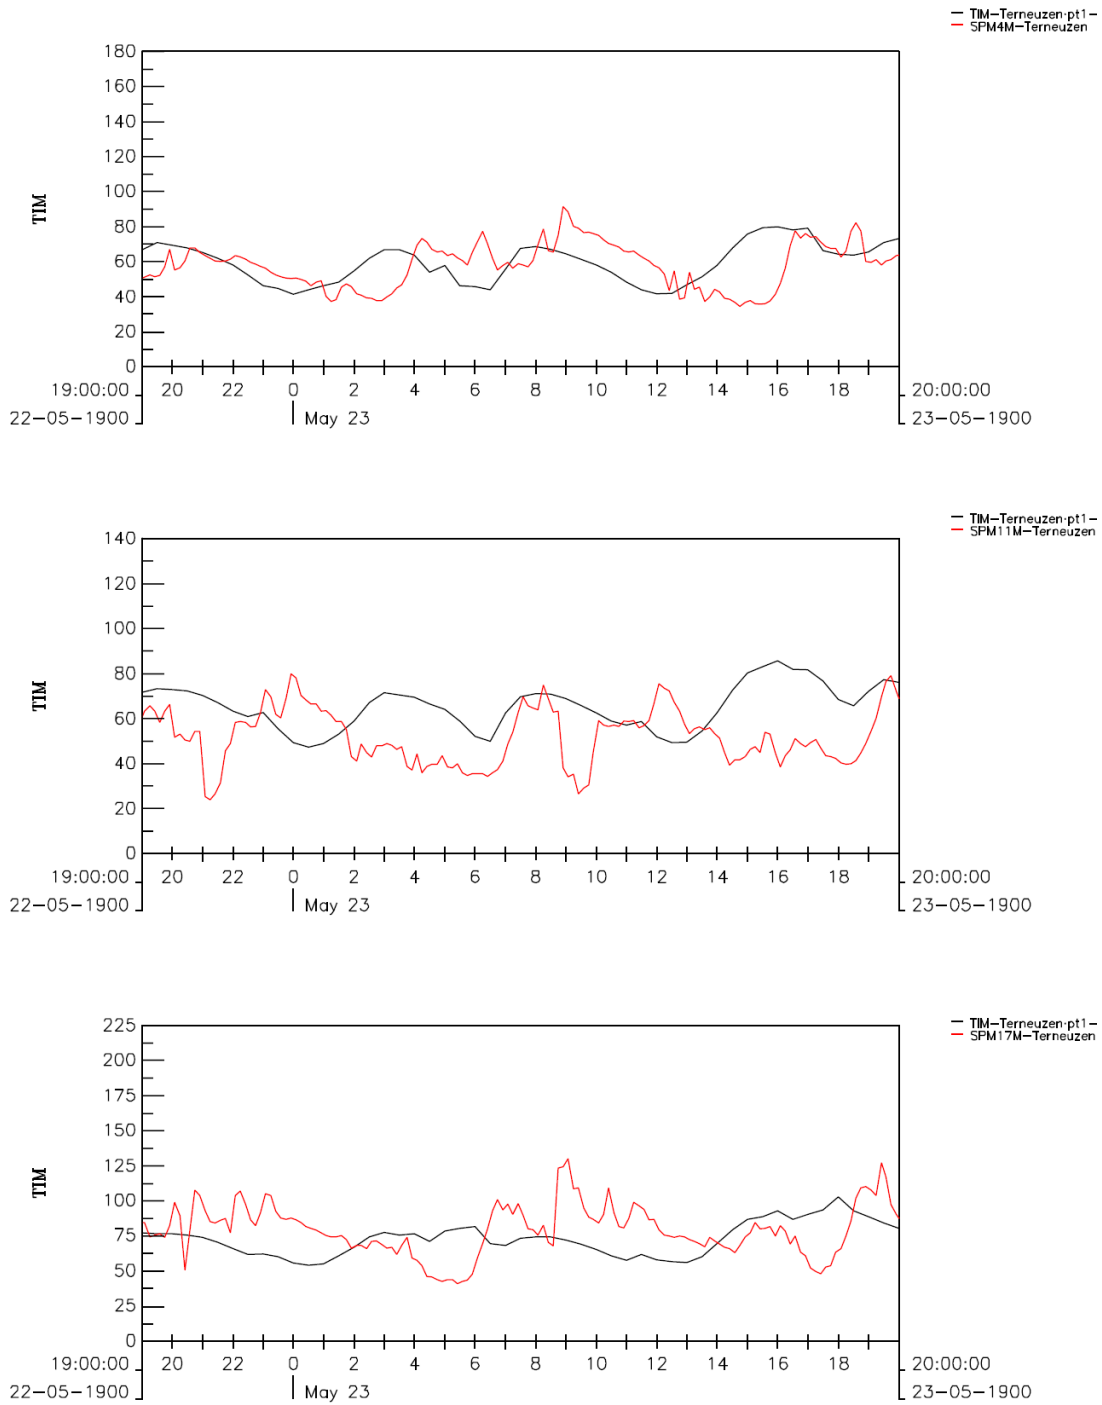 TIM-Terneuzen-pt1-
SPM4M-Terneuzen
180
160
140
120
100
80
60
40
20
0
TIM
20 22 0 2 4 6 8 10 12 14 16 18
19:00:00 20:00:00
22-05-1900 May 23 23-05-1900
TIM-Terneuzen-pt1-
SPM11M-Terneuzen
140
120
100
80
60
40
20
0
TIM
20 22 0 2 4 6 8 10 12 14 16 18
19:00:00 20:00:00
22-05-1900 May 23 23-05-1900
TIM-Terneuzen-pt1-
SPM17M-Terneuzen
225
200
175
150
125
100
75
50
25
0
TIM
20 22 0 2 4 6 8 10 12 14 16 18
19:00:00 20:00:00
22-05-1900 May 23 23-05-1900